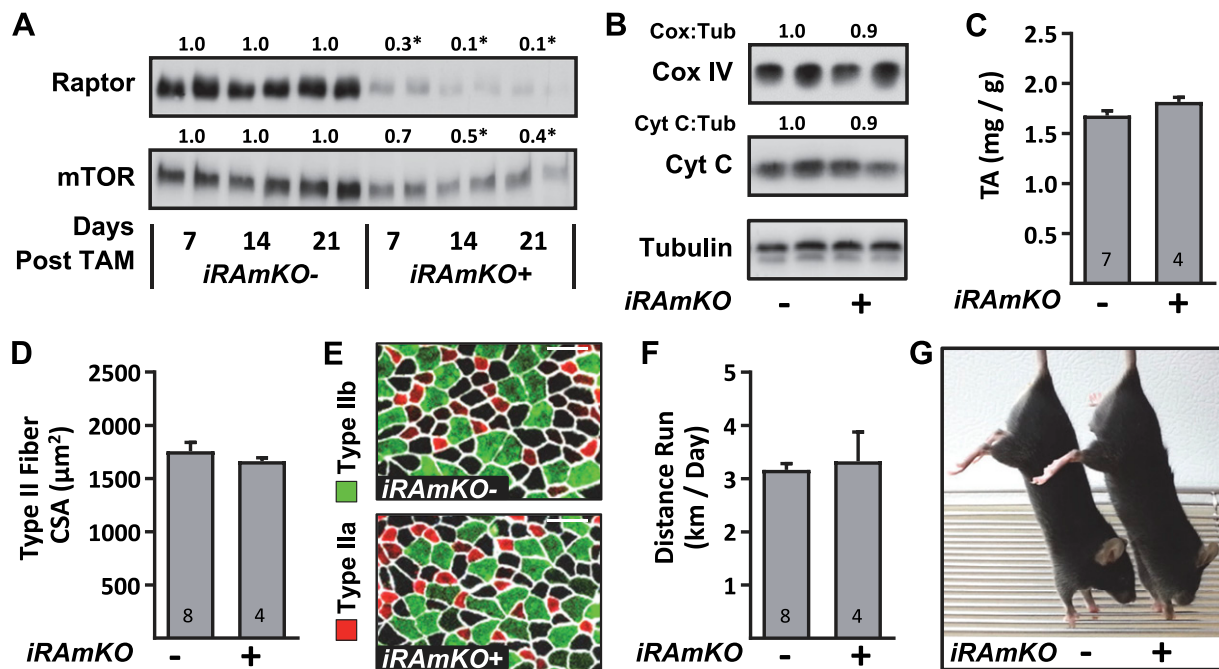 A
1.0 1.0 1.0 0.3* 0.1* 0.1*
Raptor
1.0 1.0 1.0 0.7 0.5* 0.4*
mTOR
Days
Post TAM
7 14 21 7 14 21
iRAmKO- iRAmKO+
B
Cox:Tub 1.0 0.9
Cox IV
Cyt C:Tub 1.0 0.9
Cyt C
Tubulin
iRAmKO - +
C
TA (mg / g)
2.0
1.5
1.0
0.5
7 4
iRAmKO - +
D
Type II Fiber
CSA (µm²)
2500
2000
1500
1000
500
8 4
iRAmKO - +
E
Type IIb
Type IIa
iRAmKO-
iRAmKO+
F
Distance Run
(km / Day)
5
4
3
2
1
8 4
iRAmKO - +
G
iRAmKO - +